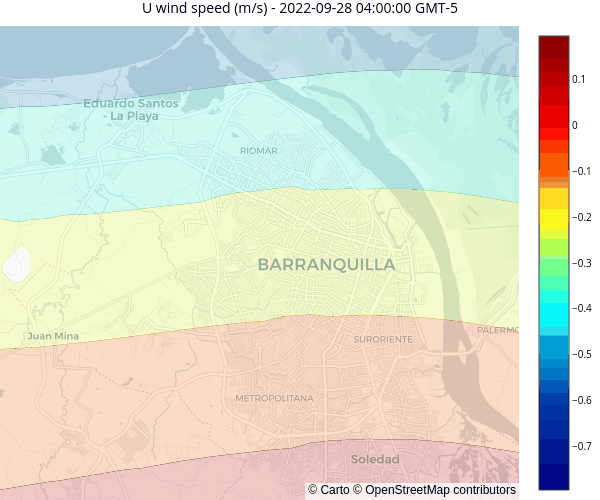 U wind speed (m/s) - 2022-09-28 04:00:00 GMT-5
0.1
0
−0.1
−0.2
−0.3
−0.4
−0.5
−0.6
−0.7
Eduardo Santos
- La Playa
RIOMAR
BARRANQUILLA
Juan Mina
SURORIENTE
PALERMO
METROPOLITANA
Soledad
© Carto © OpenStreetMap contributors